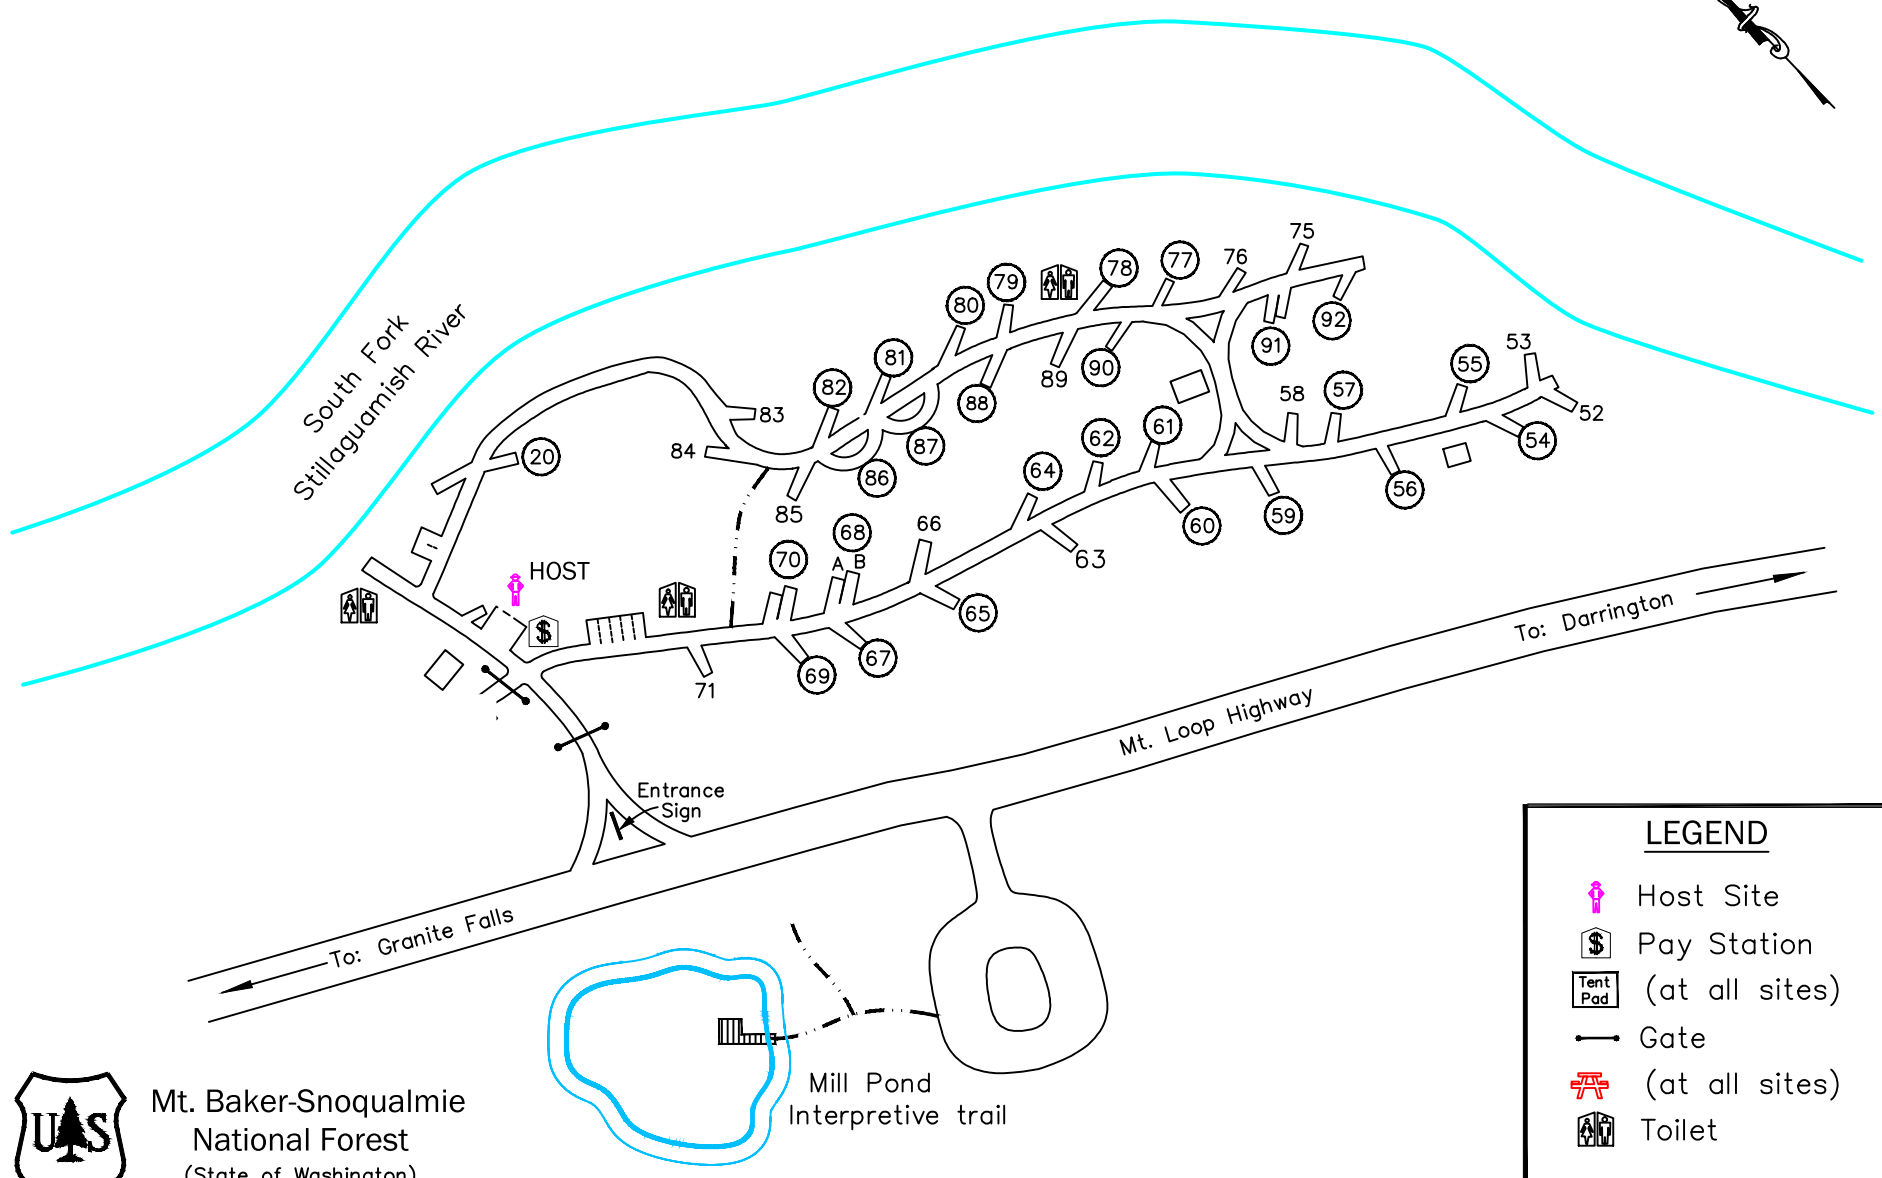 South Fork
Stillaguamish River
75
76
77
78
79
80
81
82
83
84
85
86
87
88
89
90
91
92
20
53
52
55
54
57
58
56
59
61
60
62
64
63
66
65
68
A B
67
70
69
71
HOST
$
Entrance
Sign
To: Darrington
Mt. Loop Highway
To: Granite Falls
Mill Pond
Interpretive trail
LEGEND
Host Site
$ Pay Station
Tent
Pad
(at all sites)
Gate
(at all sites)
Toilet
US
Mt. Baker-Snoqualmie
National Forest
(State of Washington)